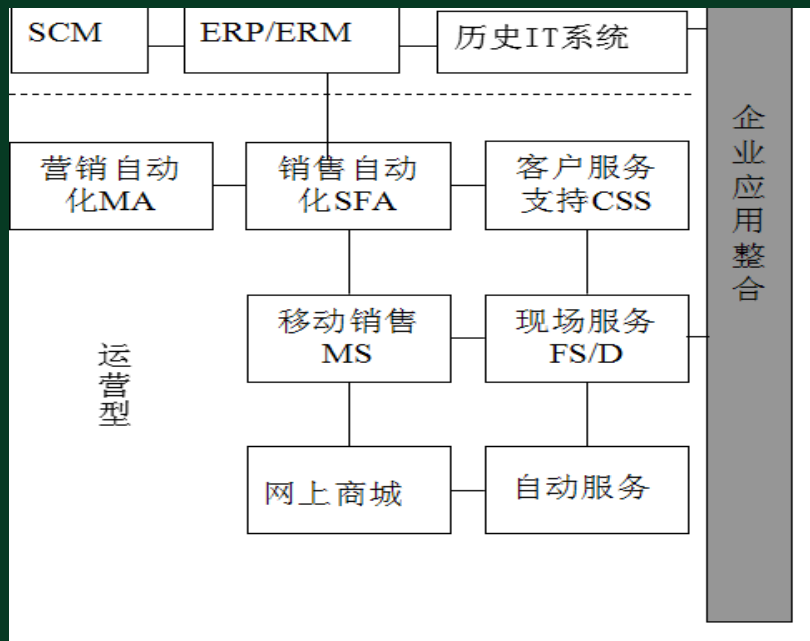 SCM
ERP/ERM
历史IT系统
营销自动
化MA
销售自动
化SFA
客户服务
支持CSS
移动销售
MS
现场服务
FS/D
运
营
型
网上商城
自动服务
企
业
应
用
整
合